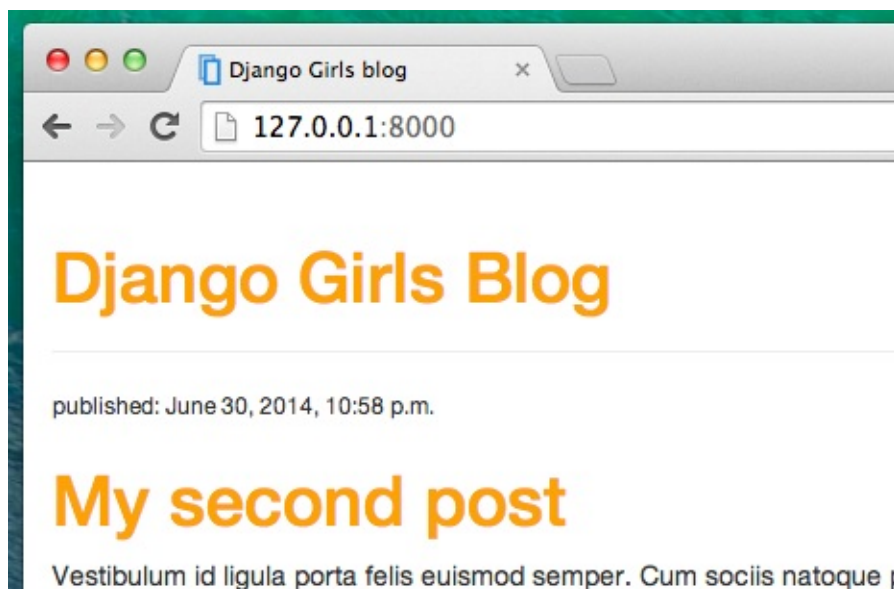 Django Girls blog
127.0.0.1:8000
Django Girls Blog
published: June 30, 2014, 10:58 p.m.
My second post
Vestibulum id ligula porta felis euismod semper. Cum sociis natoque